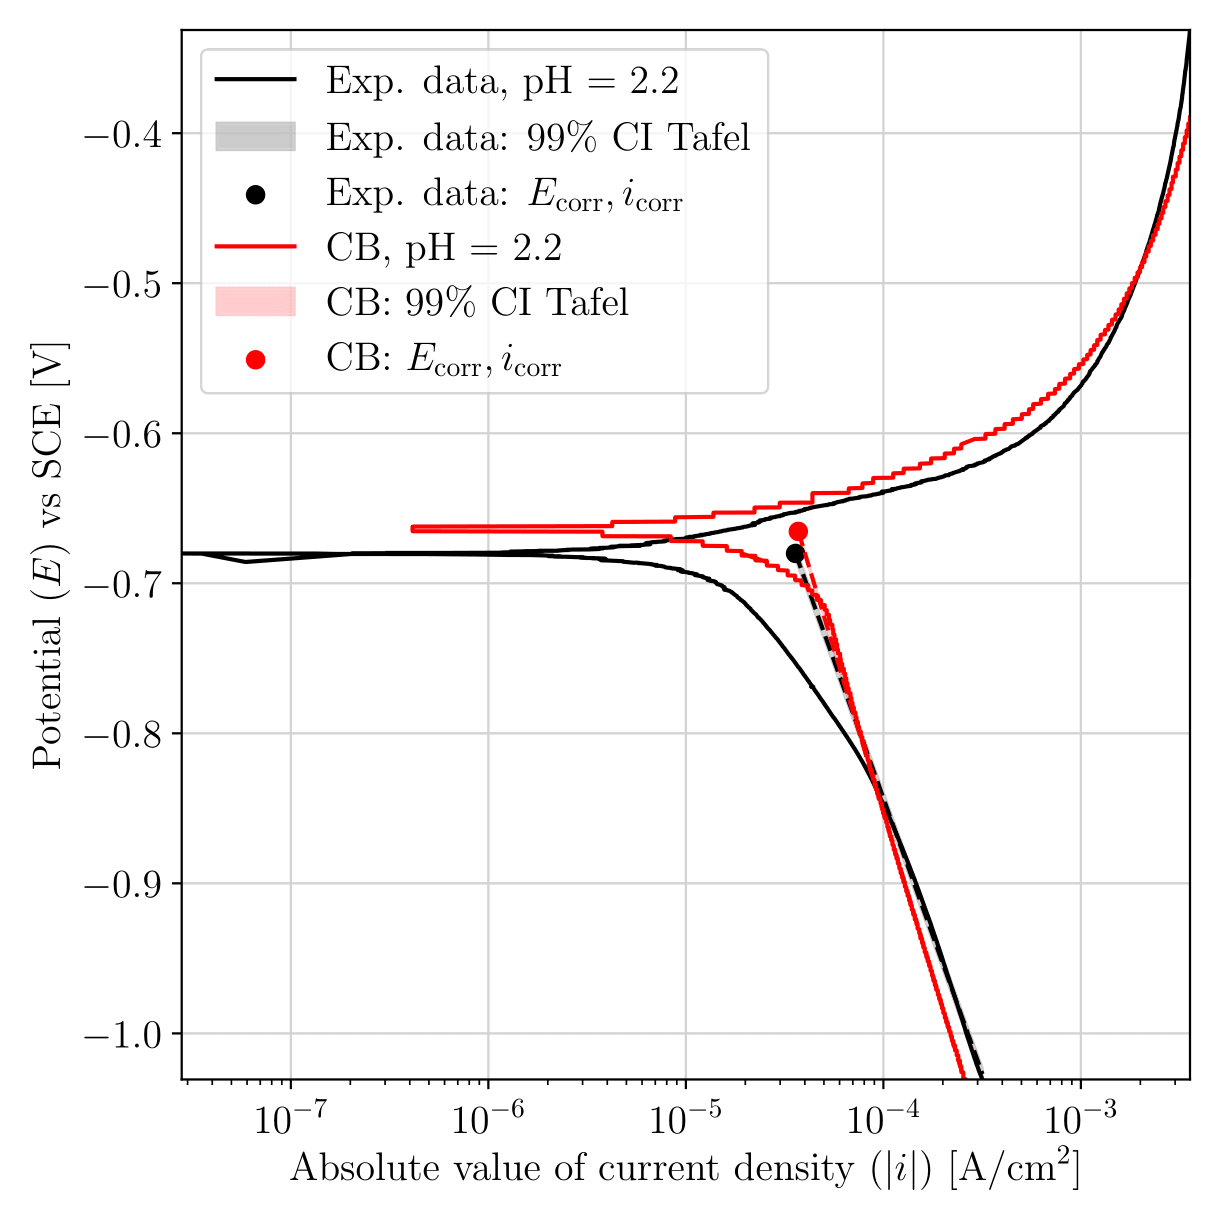 Exp. data, pH = 2.2
Exp. data: 99% CI Tafel
Exp. data: E_corr, i_corr
CB, pH = 2.2
CB: 99% CI Tafel
CB: E_corr, i_corr
Potential (E) vs SCE [V]
−0.4
−0.5
−0.6
−0.7
−0.8
−0.9
−1.0
10⁻⁷ 10⁻⁶ 10⁻⁵ 10⁻⁴ 10⁻³
Absolute value of current density (|i|) [A/cm²]